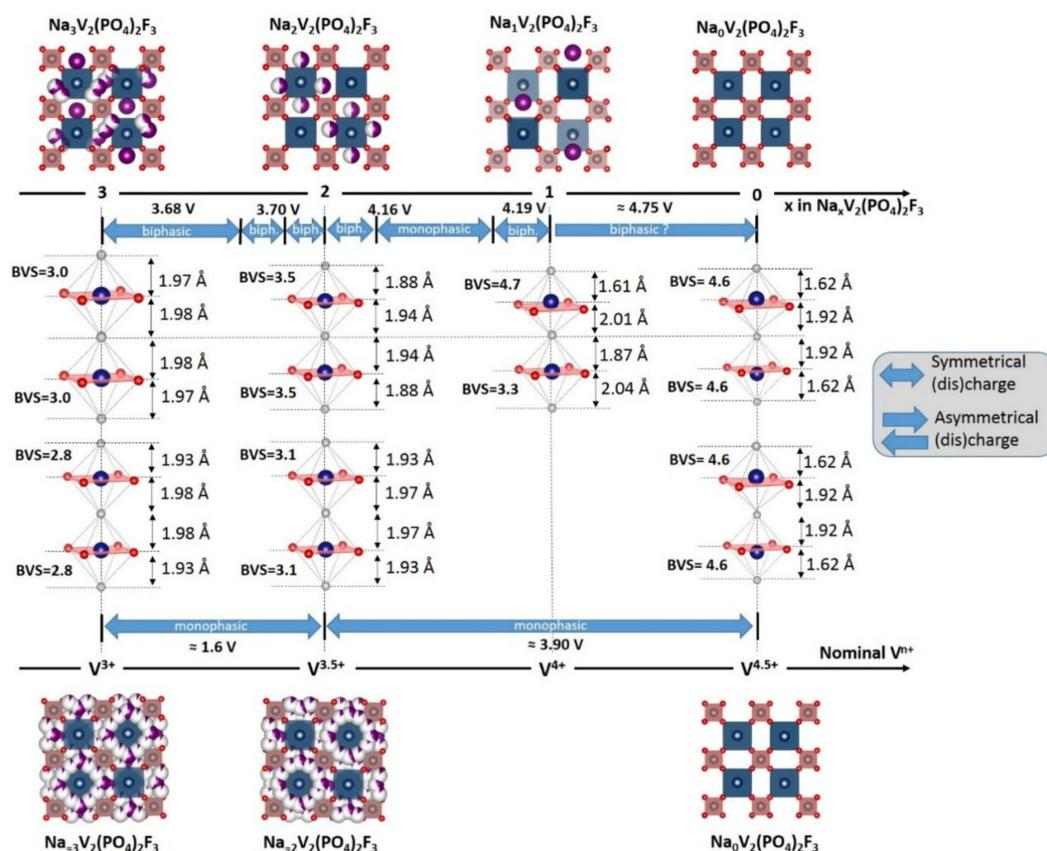 Na3V2(PO4)2F3 Na2V2(PO4)2F3 Na1V2(PO4)2F3 Na0V2(PO4)2F3
3 2 1 0
x in NaxV2(PO4)2F3
3.68 V 3.70 V 4.16 V 4.19 V ≈ 4.75 V
biphasic biph. biph. biph. monophasic biph. biphasic ?
BVS=3.0 1.97 Å BVS=3.5 1.88 Å BVS=4.7 1.61 Å BVS= 4.6 1.62 Å
1.98 Å 1.94 Å 2.01 Å 1.92 Å
1.98 Å 1.94 Å 1.87 Å 1.92 Å
BVS=3.0 1.97 Å BVS=3.5 1.88 Å BVS=3.3 2.04 Å BVS= 4.6 1.62 Å
Symmetrical
(dis)charge
Asymmetrical
(dis)charge
BVS=2.8 1.93 Å BVS=3.1 1.93 Å BVS= 4.6 1.62 Å
1.98 Å 1.97 Å 1.92 Å
1.98 Å 1.97 Å 1.92 Å
BVS=2.8 1.93 Å BVS=3.1 1.93 Å BVS= 4.6 1.62 Å
monophasic monophasic
≈ 1.6 V ≈ 3.90 V
Nominal Vn+
V3+ V3.5+ V4+ V4.5+
Na≈3V2(PO4)2F3 Na≈2V2(PO4)2F3 Na0V2(PO4)2F3